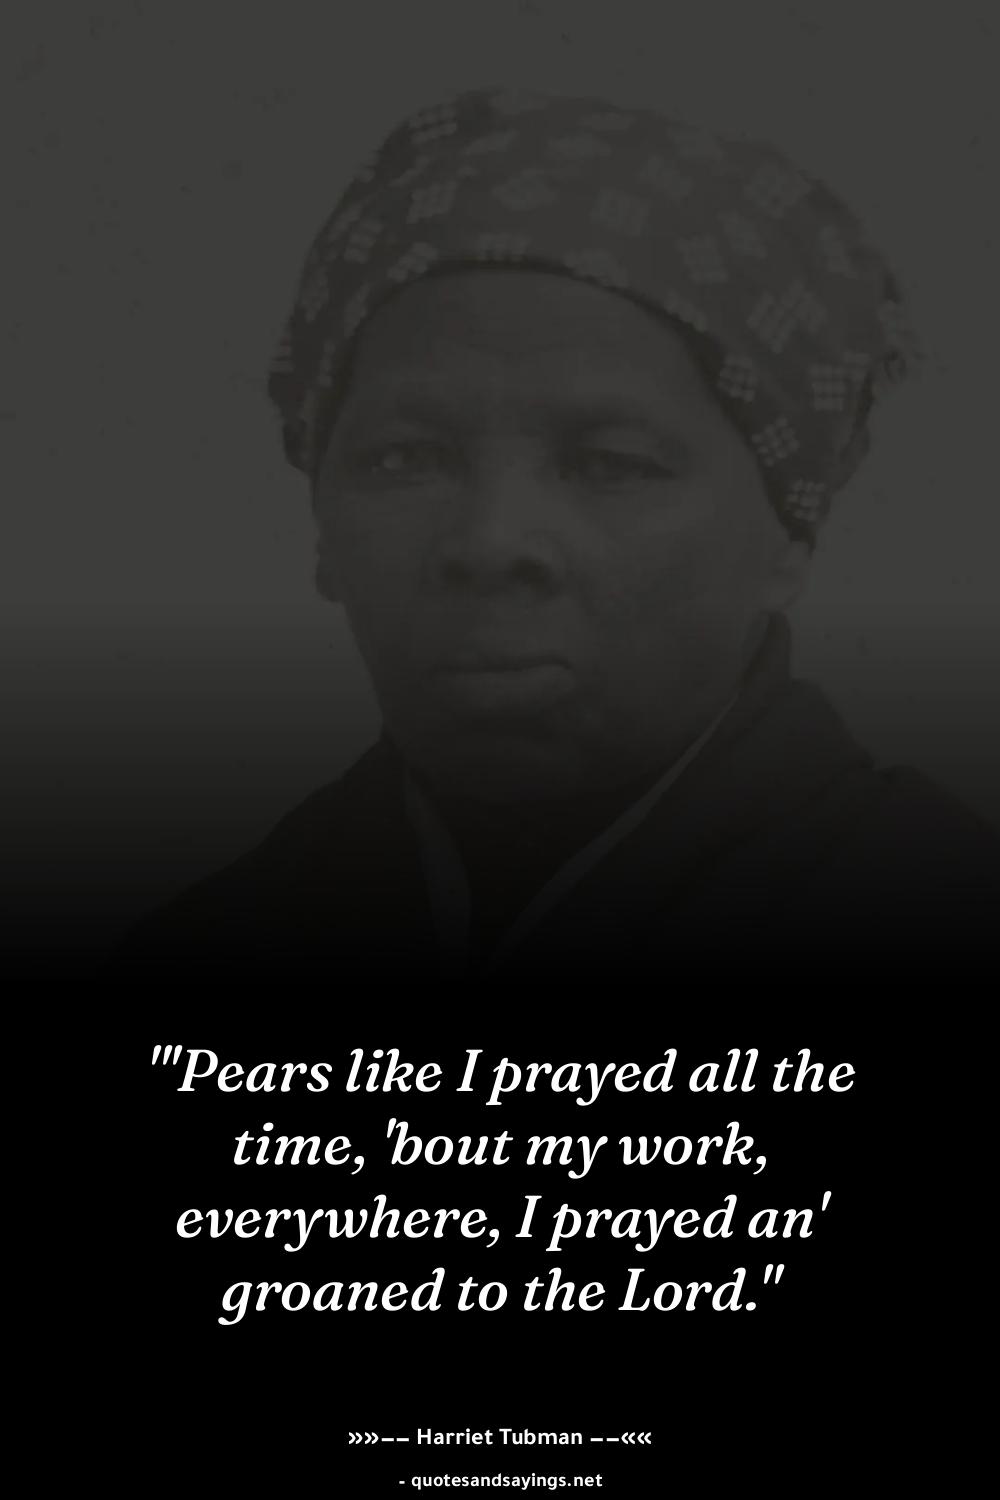 "'Pears like I prayed all the
time, 'bout my work,
everywhere, I prayed an'
groaned to the Lord."
»»−− Harriet Tubman −−««
- quotesandsayings.net